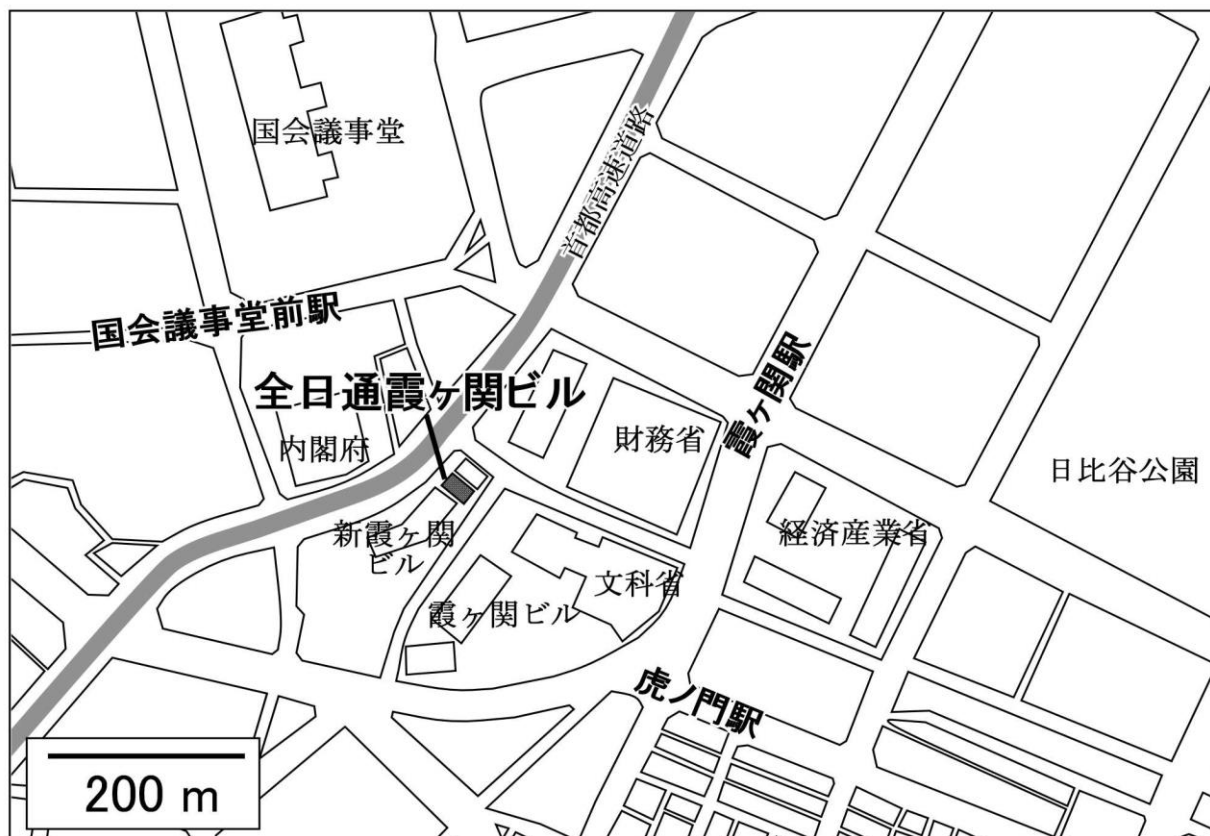 国会議事堂
首都高速道路
国会議事堂前駅
全日通霞ヶ関ビル
霞ヶ関駅
内閣府
財務省
日比谷公園
新霞ヶ関
ビル
経済産業省
文科省
霞ヶ関ビル
虎ノ門駅
200 m